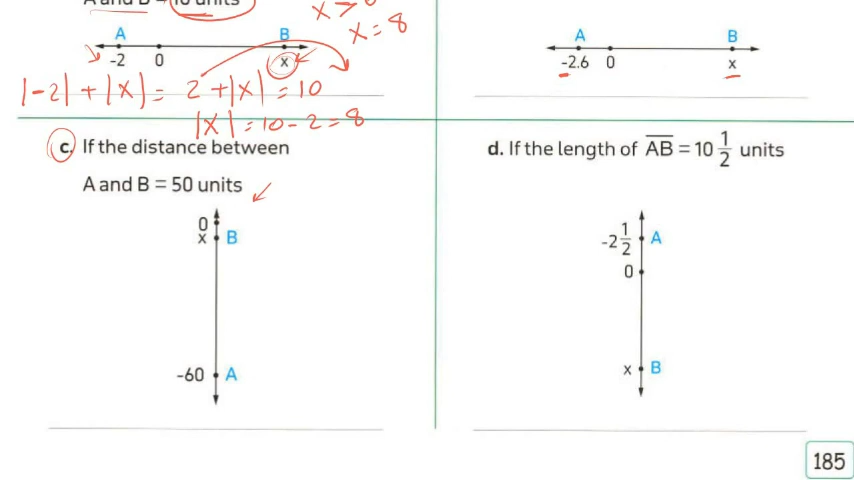 A and B = 10 units
x > 0
x = 8
A B
-2 0 x
|-2| + |x| = 2 + |x| = 10
|x| = 10 - 2 = 8
A B
-2.6 0 x
c. If the distance between
A and B = 50 units
0
x B
-60 A
d. If the length of \overline{AB} = 10 1/2 units
-2 1/2 A
0
x B
185